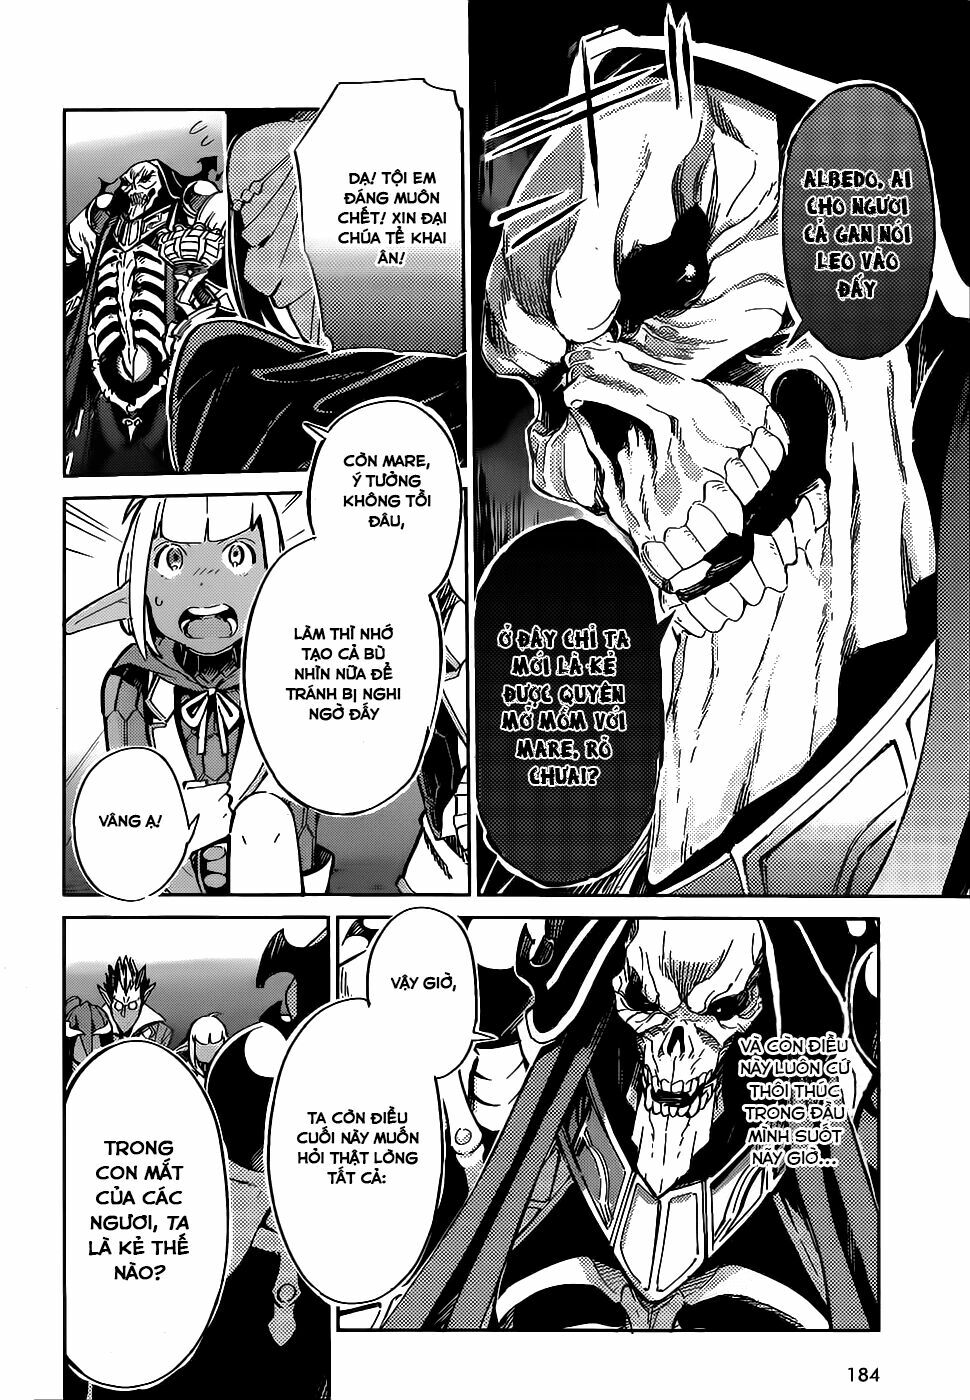 ALBEDO, AI
CHO NGƯƠI
CẢ GAN NÓI
LEO VÀO
ĐẤY
Ở ĐÂY CHỈ TA
MỚI LÀ KẺ
ĐƯỢC QUYỀN
MỞ MỒM VỚI
MARE, RÕ
CHƯA!?
DẠ! TỘI EM
ĐÁNG MUÔN
CHẾT! XIN ĐẠI
CHÚA TỂ KHAI
ÂN!
CÒN MARE,
Ý TƯỞNG
KHÔNG TỒI
ĐÂU,
LÀM THÌ NHỚ
TẠO CẢ BÙ
NHÌN NỮA ĐỂ
TRÁNH BỊ NGHI
NGỜ ĐẤY
VÂNG Ạ!
VÀ CÒN ĐIỀU
NÀY LUÔN CỨ
THÔI THÚC
TRONG ĐẦU
MÌNH SUỐT
NÃY GIỜ...
VẬY GIỜ,
TA CÒN ĐIỀU
CUỐI NÀY MUỐN
HỎI THẬT LÒNG
TẤT CẢ:
TRONG
CON MẮT
CỦA CÁC
NGƯƠI, TA
LÀ KẺ THẾ
NÀO?
184